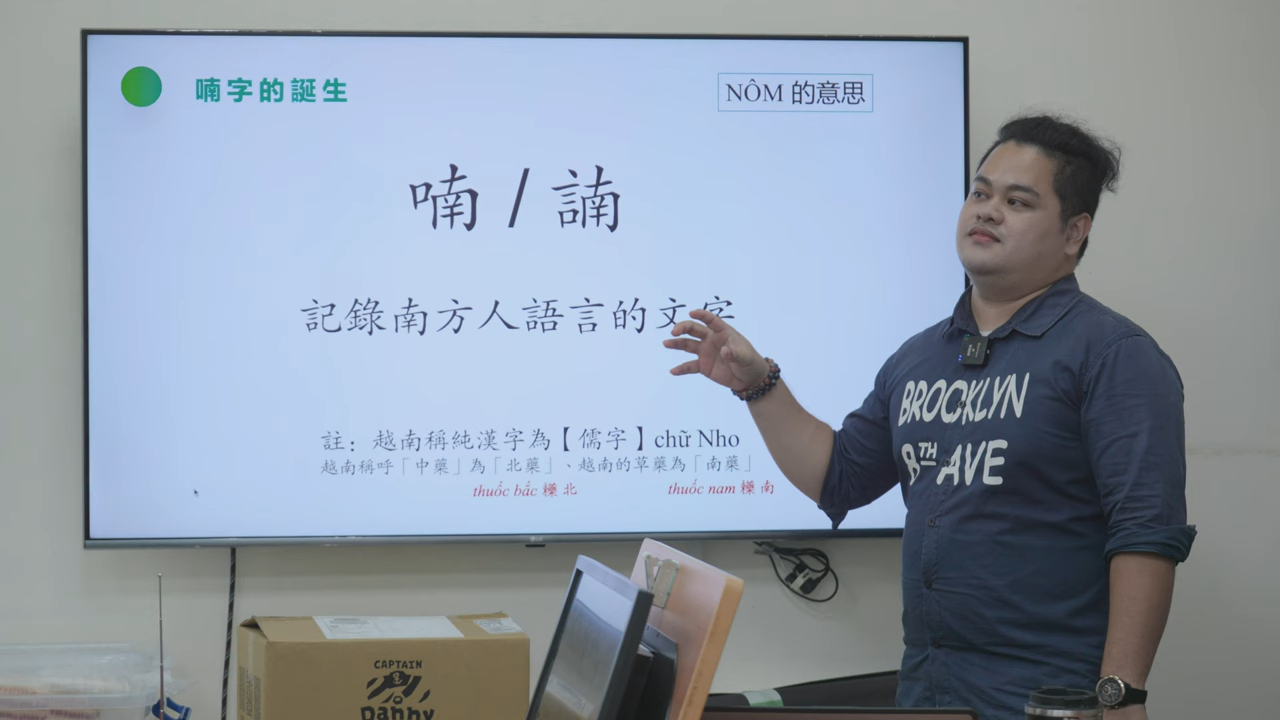 喃字的誕生
NÔM 的意思
喃 / 諵
記錄南方人語言的文字
註：越南稱純漢字為【儒字】chữ Nho
越南稱呼「中藥」為「北藥」、越南的草藥為「南藥」
thuốc bắc 𧆄 北
thuốc nam 𧆄 南
BROOKLYN
8TH AVE
CAPTAIN
Danny